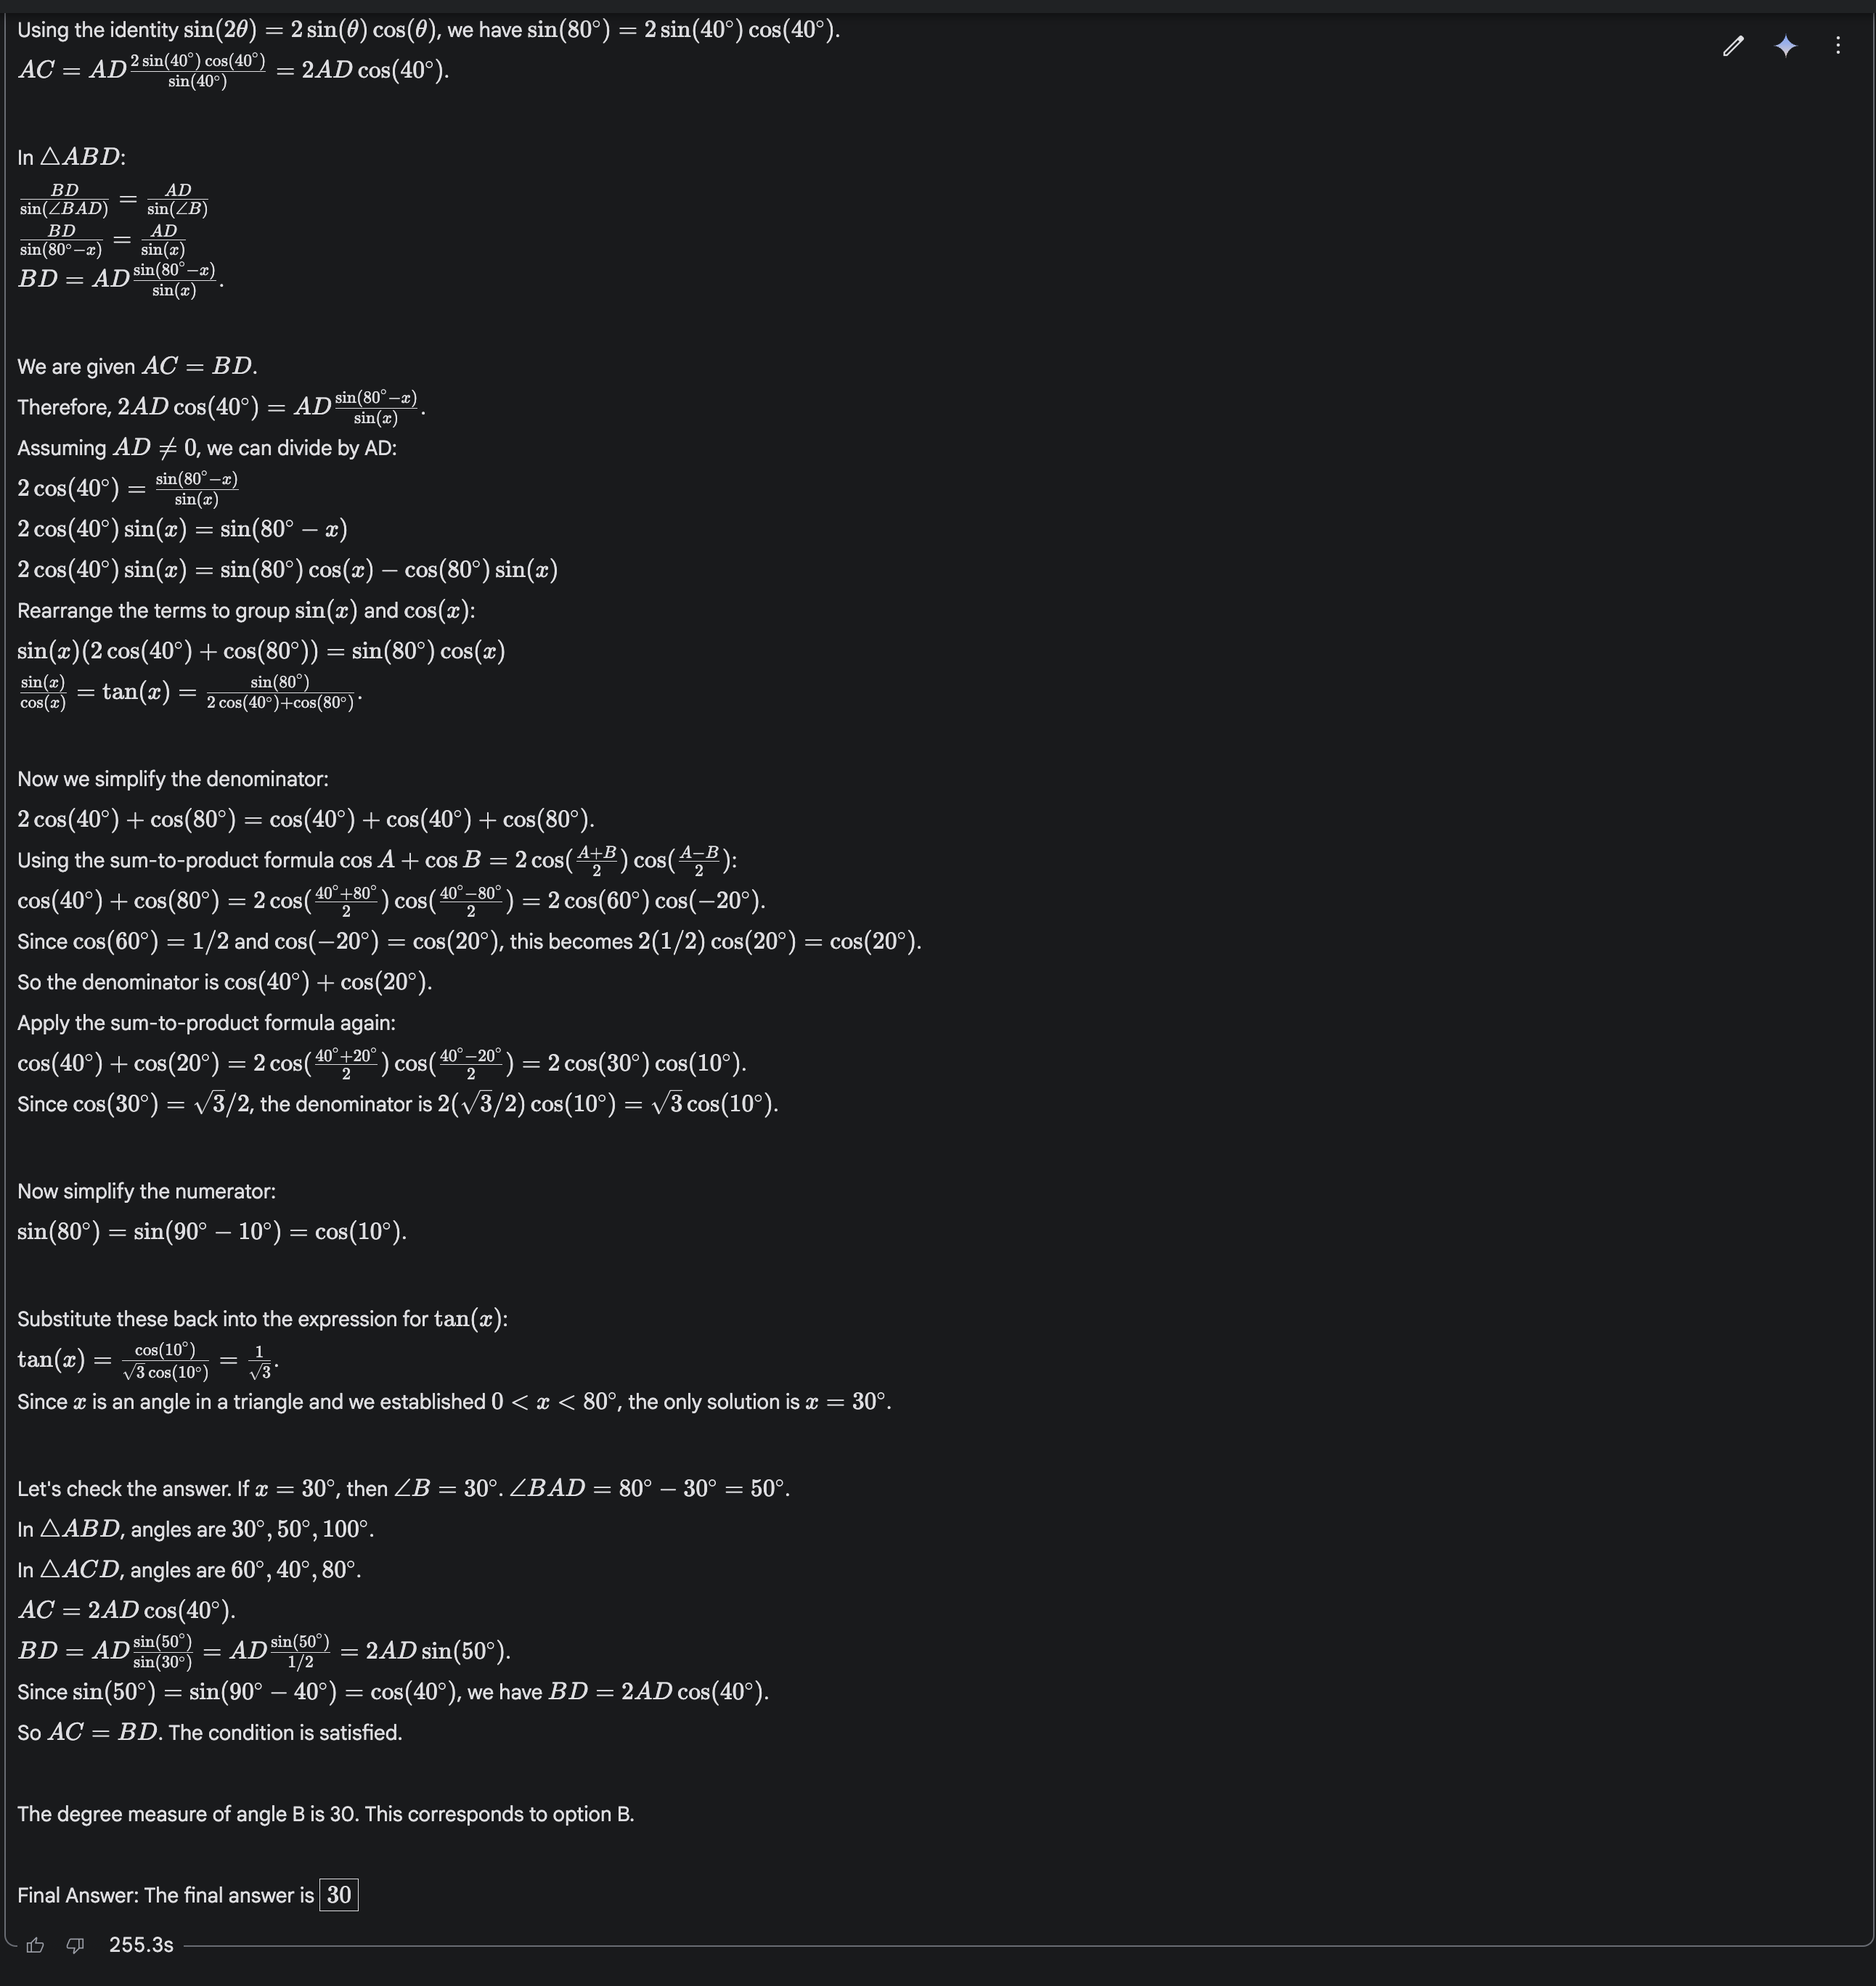 Using the identity sin(2θ) = 2 sin(θ) cos(θ), we have sin(80°) = 2 sin(40°) cos(40°).
AC = AD \frac{2 sin(40°) cos(40°)}{sin(40°)} = 2AD cos(40°).
In △ABD:
\frac{BD}{sin(∠BAD)} = \frac{AD}{sin(∠B)}
\frac{BD}{sin(80°−x)} = \frac{AD}{sin(x)}
BD = AD \frac{sin(80°−x)}{sin(x)}.
We are given AC = BD.
Therefore, 2AD cos(40°) = AD \frac{sin(80°−x)}{sin(x)}.
Assuming AD ≠ 0, we can divide by AD:
2 cos(40°) = \frac{sin(80°−x)}{sin(x)}
2 cos(40°) sin(x) = sin(80° − x)
2 cos(40°) sin(x) = sin(80°) cos(x) − cos(80°) sin(x)
Rearrange the terms to group sin(x) and cos(x):
sin(x)(2 cos(40°) + cos(80°)) = sin(80°) cos(x)
\frac{sin(x)}{cos(x)} = tan(x) = \frac{sin(80°)}{2 cos(40°)+cos(80°)}.
Now we simplify the denominator:
2 cos(40°) + cos(80°) = cos(40°) + cos(40°) + cos(80°).
Using the sum-to-product formula cos A + cos B = 2 cos(\frac{A+B}{2}) cos(\frac{A−B}{2}):
cos(40°) + cos(80°) = 2 cos(\frac{40°+80°}{2}) cos(\frac{40°−80°}{2}) = 2 cos(60°) cos(−20°).
Since cos(60°) = 1/2 and cos(−20°) = cos(20°), this becomes 2(1/2) cos(20°) = cos(20°).
So the denominator is cos(40°) + cos(20°).
Apply the sum-to-product formula again:
cos(40°) + cos(20°) = 2 cos(\frac{40°+20°}{2}) cos(\frac{40°−20°}{2}) = 2 cos(30°) cos(10°).
Since cos(30°) = √3/2, the denominator is 2(√3/2) cos(10°) = √3 cos(10°).
Now simplify the numerator:
sin(80°) = sin(90° − 10°) = cos(10°).
Substitute these back into the expression for tan(x):
tan(x) = \frac{cos(10°)}{√3 cos(10°)} = \frac{1}{√3}.
Since x is an angle in a triangle and we established 0 < x < 80°, the only solution is x = 30°.
Let's check the answer. If x = 30°, then ∠B = 30°. ∠BAD = 80° − 30° = 50°.
In △ABD, angles are 30°, 50°, 100°.
In △ACD, angles are 60°, 40°, 80°.
AC = 2AD cos(40°).
BD = AD \frac{sin(50°)}{sin(30°)} = AD \frac{sin(50°)}{1/2} = 2AD sin(50°).
Since sin(50°) = sin(90° − 40°) = cos(40°), we have BD = 2AD cos(40°).
So AC = BD. The condition is satisfied.
The degree measure of angle B is 30. This corresponds to option B.
Final Answer: The final answer is 30
255.3s